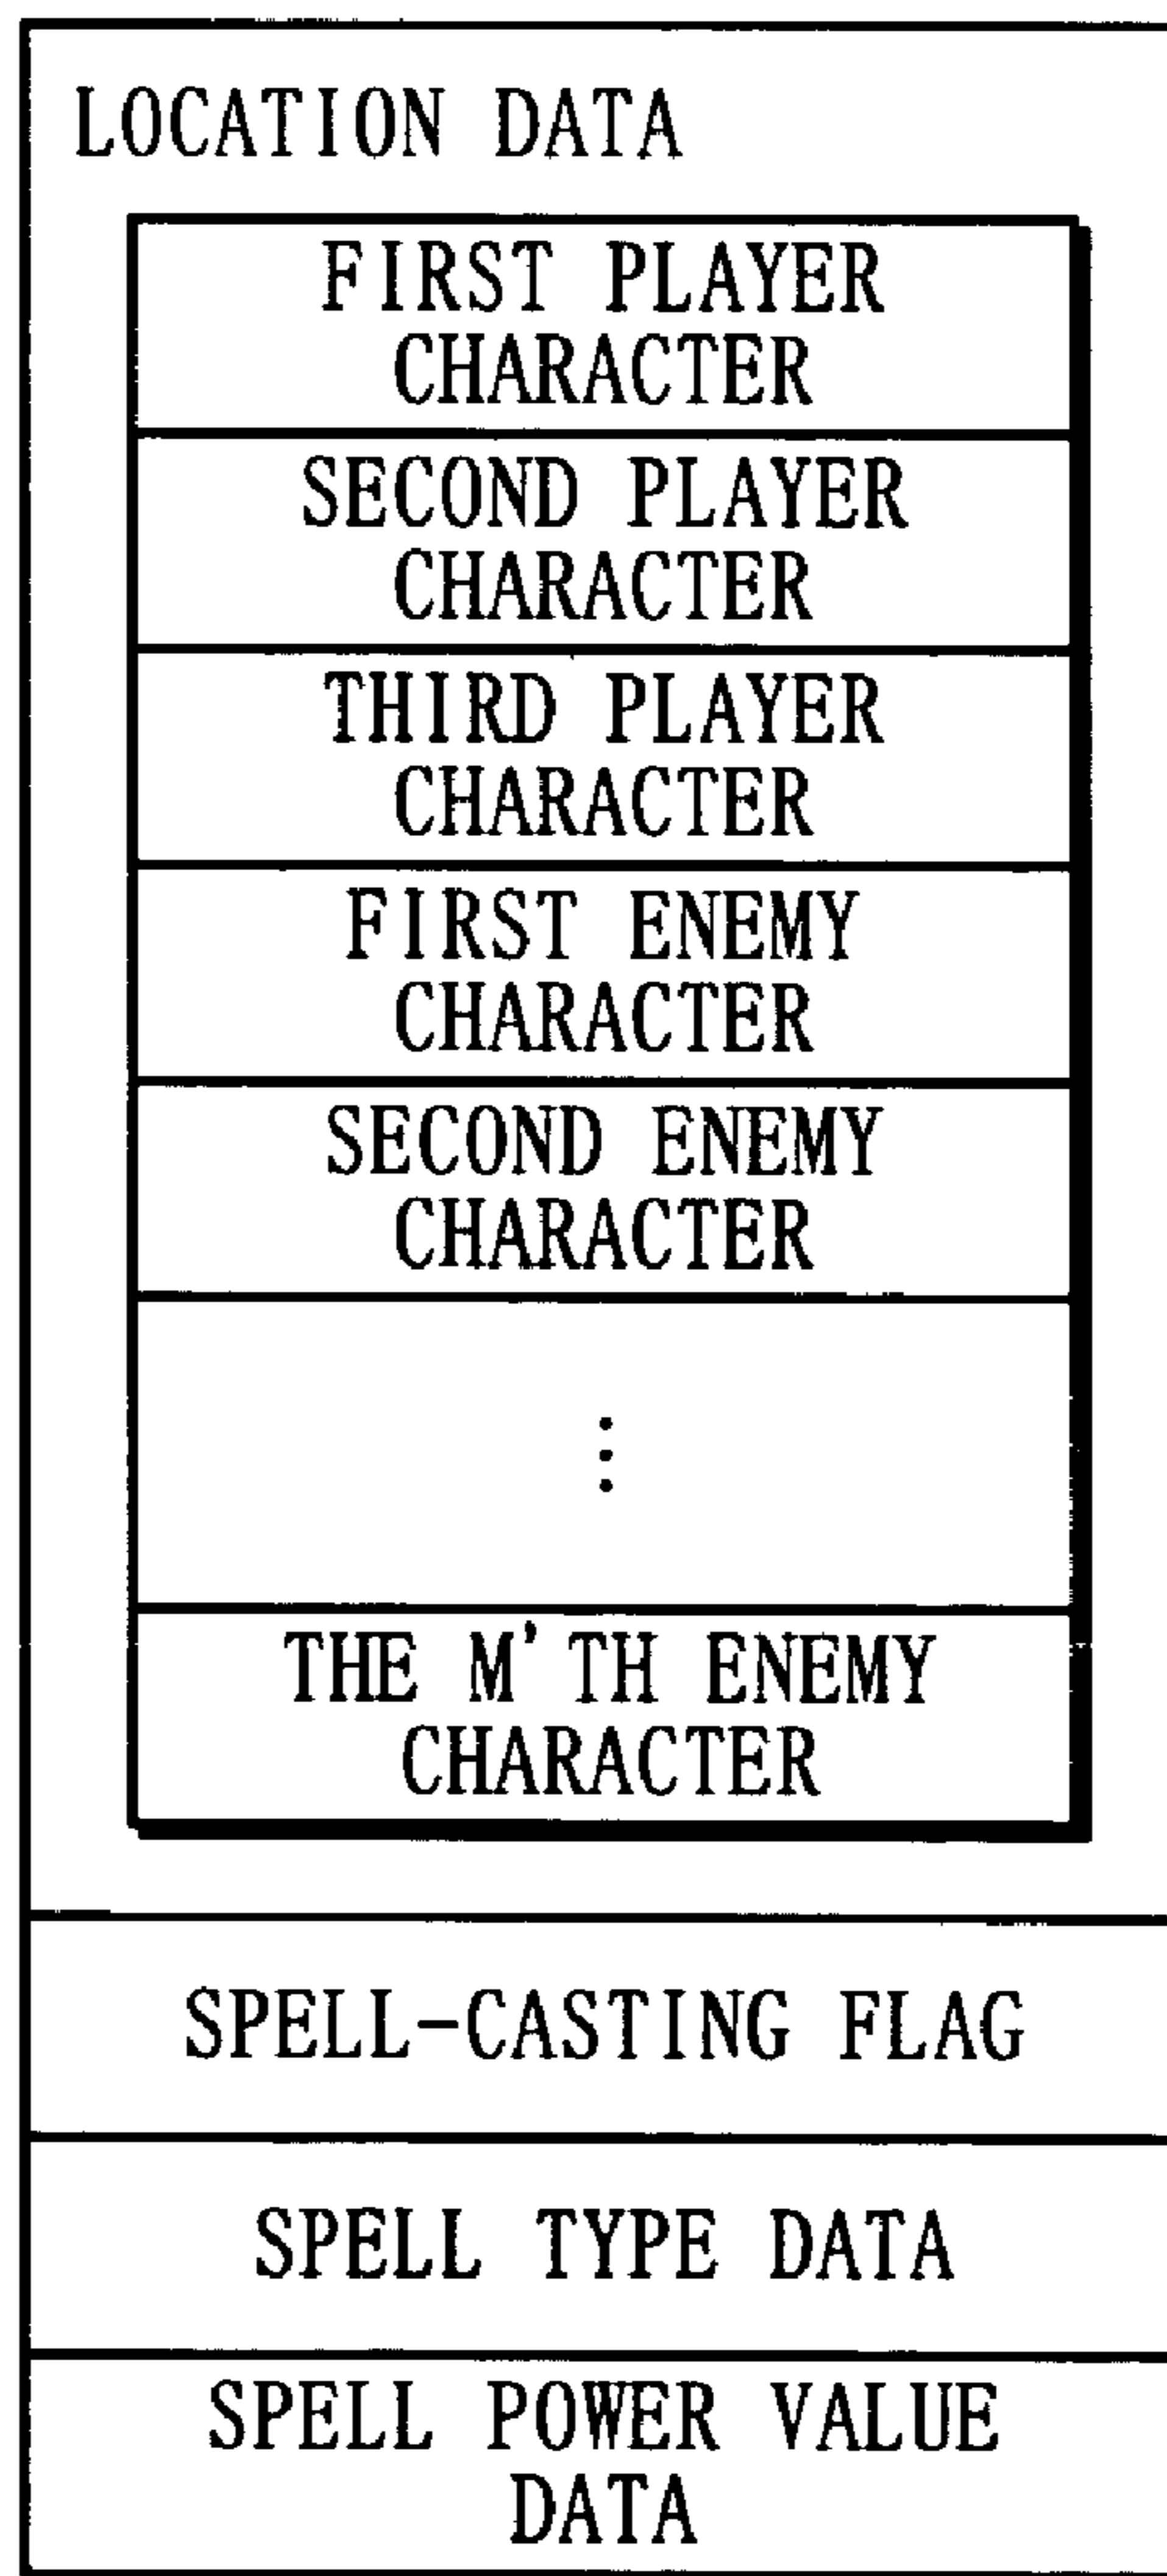 LOCATION DATA
FIRST PLAYER
CHARACTER
SECOND PLAYER
CHARACTER
THIRD PLAYER
CHARACTER
FIRST ENEMY
CHARACTER
SECOND ENEMY
CHARACTER
⋮
THE M'TH ENEMY
CHARACTER
SPELL-CASTING FLAG
SPELL TYPE DATA
SPELL POWER VALUE
DATA